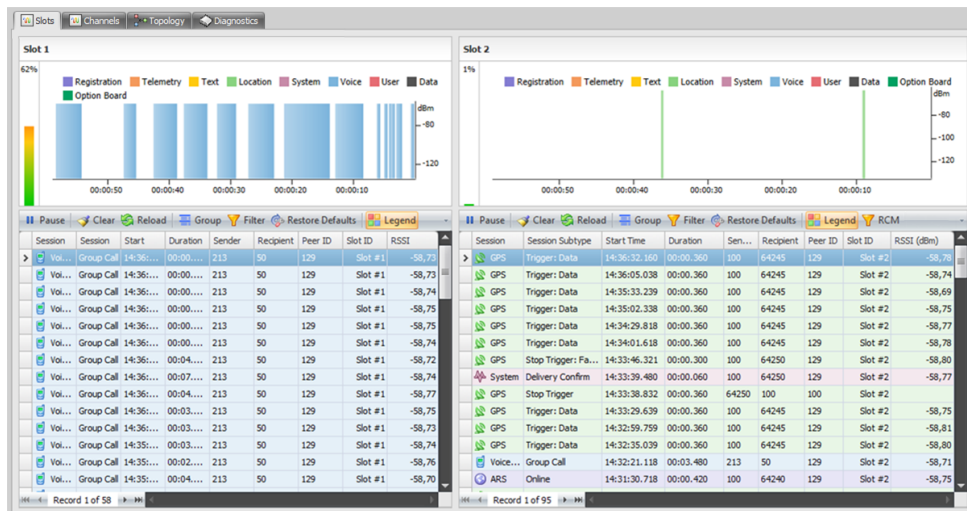 Slots Channels Topology Diagnostics
Slot 1
62%
Registration Telemetry Text Location System Voice User Data
Option Board
dBm
-80
-120
00:00:50 00:00:40 00:00:30 00:00:20 00:00:10
Pause Clear Reload Group Filter Restore Defaults Legend
Session Session Start Duration Sender Recipient Peer ID Slot ID RSSI
Voi... Group Call 14:36:... 00:00.... 213 50 129 Slot #1 -58,73
Voi... Group Call 14:36:... 00:00.... 213 50 129 Slot #1 -58,73
Voi... Group Call 14:36:... 00:00.... 213 50 129 Slot #1 -58,74
Voi... Group Call 14:36:... 00:00.... 213 50 129 Slot #1 -58,75
Voi... Group Call 14:36:... 00:00.... 213 50 129 Slot #1 -58,75
Voi... Group Call 14:36:... 00:00.... 213 50 129 Slot #1 -58,74
Voi... Group Call 14:36:... 00:04.... 213 50 129 Slot #1 -58,72
Voi... Group Call 14:36:... 00:07.... 213 50 129 Slot #1 -58,74
Voi... Group Call 14:36:... 00:04.... 213 50 129 Slot #1 -58,77
Voi... Group Call 14:36:... 00:03.... 213 50 129 Slot #1 -58,75
Voi... Group Call 14:36:... 00:03.... 213 50 129 Slot #1 -58,73
Voi... Group Call 14:35:... 00:03.... 213 50 129 Slot #1 -58,74
Voi... Group Call 14:35:... 00:02.... 213 50 129 Slot #1 -58,76
Voi... Group Call 14:35:... 00:04.... 213 50 129 Slot #1 -58,70
Record 1 of 58
Slot 2
1%
Registration Telemetry Text Location System Voice User Data Option Board
dBm
-80
-100
-120
00:00:50 00:00:40 00:00:30 00:00:20 00:00:10
Pause Clear Reload Group Filter Restore Defaults Legend RCM
Session Session Subtype Start Time Duration Sen... Recipient Peer ID Slot ID RSSI (dBm)
GPS Trigger: Data 14:36:32.160 00:00.360 100 64245 129 Slot #2 -58,78
GPS Trigger: Data 14:36:05.038 00:00.360 100 64245 129 Slot #2 -58,74
GPS Trigger: Data 14:35:33.239 00:00.360 100 64245 129 Slot #2 -58,69
GPS Trigger: Data 14:35:02.338 00:00.360 100 64245 129 Slot #2 -58,75
GPS Trigger: Data 14:34:29.818 00:00.360 100 64245 129 Slot #2 -58,77
GPS Trigger: Data 14:34:01.618 00:00.360 100 64245 129 Slot #2 -58,78
GPS Stop Trigger: Fa... 14:33:46.321 00:00.300 100 64250 129 Slot #2 -58,80
System Delivery Confirm 14:33:39.480 00:00.060 100 64250 129 Slot #2 -58,77
GPS Stop Trigger 14:33:38.832 00:00.360 64250 100 100 Slot #2
GPS Trigger: Data 14:33:29.639 00:00.360 100 64245 129 Slot #2 -58,75
GPS Trigger: Data 14:32:59.759 00:00.360 100 64245 129 Slot #2 -58,81
GPS Trigger: Data 14:32:35.039 00:00.360 100 64245 129 Slot #2 -58,80
Voice... Group Call 14:32:21.118 00:03.480 213 50 129 Slot #2 -58,71
ARS Online 14:31:30.718 00:00.420 100 64240 129 Slot #2 -58,75
Record 1 of 95